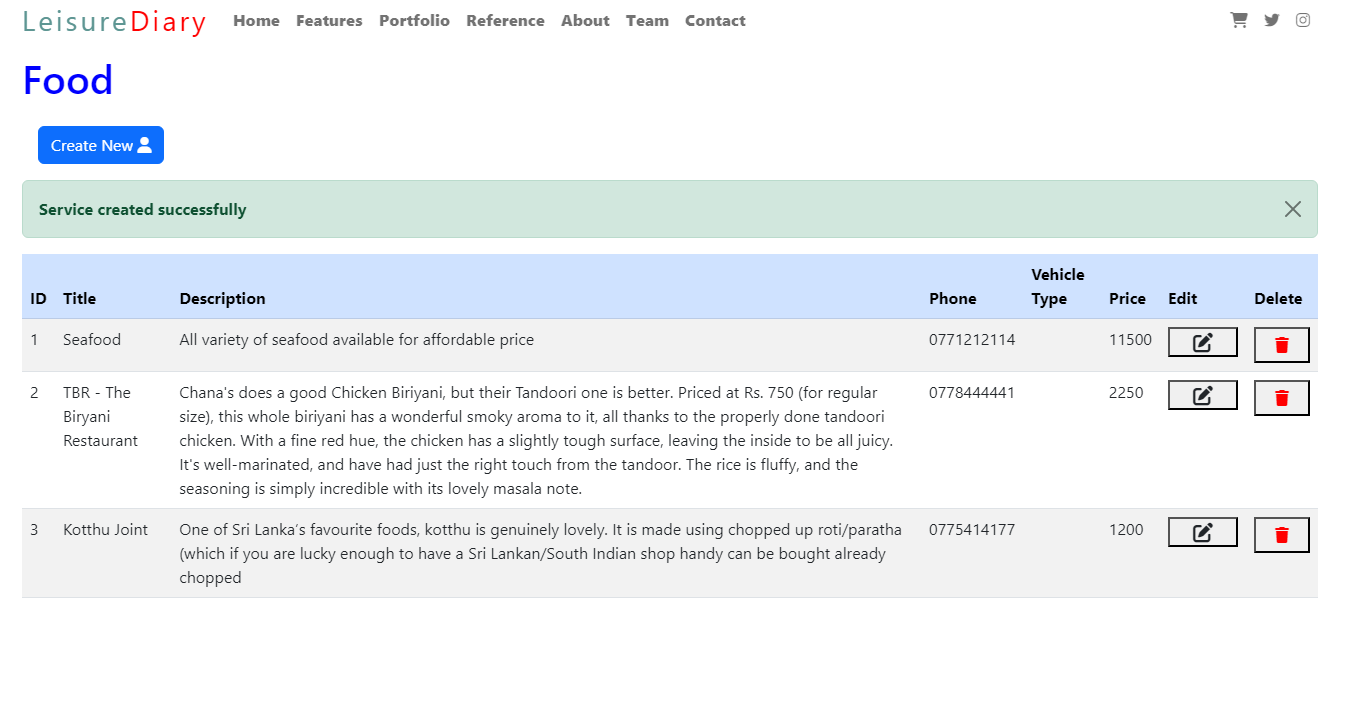 LeisureDiary Home Features Portfolio Reference About Team Contact
Food
Create New
Service created successfully
ID Title Description Phone Vehicle Type Price Edit Delete
1 Seafood All variety of seafood available for affordable price 0771212114 11500
2 TBR - The Biryani Restaurant
Chana's does a good Chicken Biriyani, but their Tandoori one is better. Priced at Rs. 750 (for regular
size), this whole biriyani has a wonderful smoky aroma to it, all thanks to the properly done tandoori
chicken. With a fine red hue, the chicken has a slightly tough surface, leaving the inside to be all juicy.
It's well-marinated, and have had just the right touch from the tandoor. The rice is fluffy, and the
seasoning is simply incredible with its lovely masala note.
0778444441 2250
3 Kotthu Joint
One of Sri Lanka's favourite foods, kotthu is genuinely lovely. It is made using chopped up roti/paratha
(which if you are lucky enough to have a Sri Lankan/South Indian shop handy can be bought already
chopped
0775414177 1200